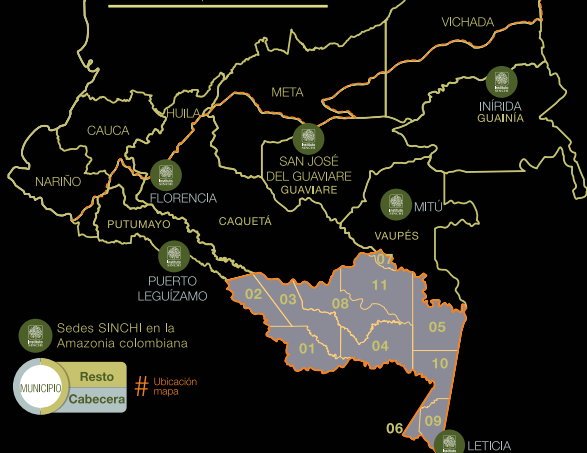 VICHADA
META
INÍRIDA
GUAINÍA
HUILA
CAUCA
SAN JOSÉ
DEL GUAVIARE
GUAVIARE
NARIÑO
FLORENCIA
MITÚ
PUTUMAYO
CAQUETÁ
VAUPÉS
PUERTO
LEGUÍZAMO
07
11
02
03
08
05
01
04
10
06
09
LETICIA
Sedes SINCHI en la
Amazonia colombiana
MUNICIPIO
Resto
Cabecera
# Ubicación
mapa